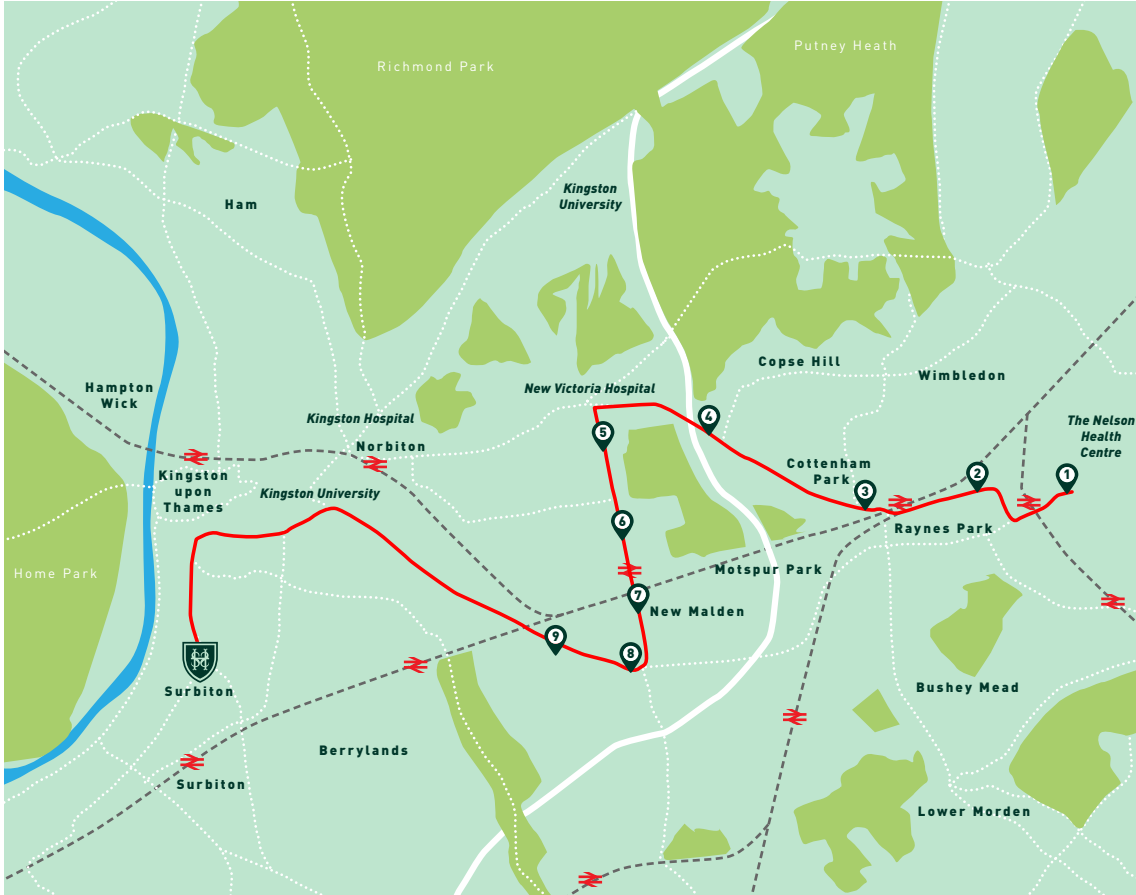 Richmond Park
Putney Heath
Ham
Kingston
University
Copse Hill
Wimbledon
Hampton
Wick
New Victoria Hospital
Kingston Hospital
Norbiton
4
5
The Nelson
Health
Centre
Kingston
upon
Thames
Kingston University
Cottenham
Park
3
2
1
Raynes Park
6
Home Park
Motspur Park
7
New Malden
9
8
SHS
Surbiton
Bushey Mead
Berrylands
Surbiton
Lower Morden